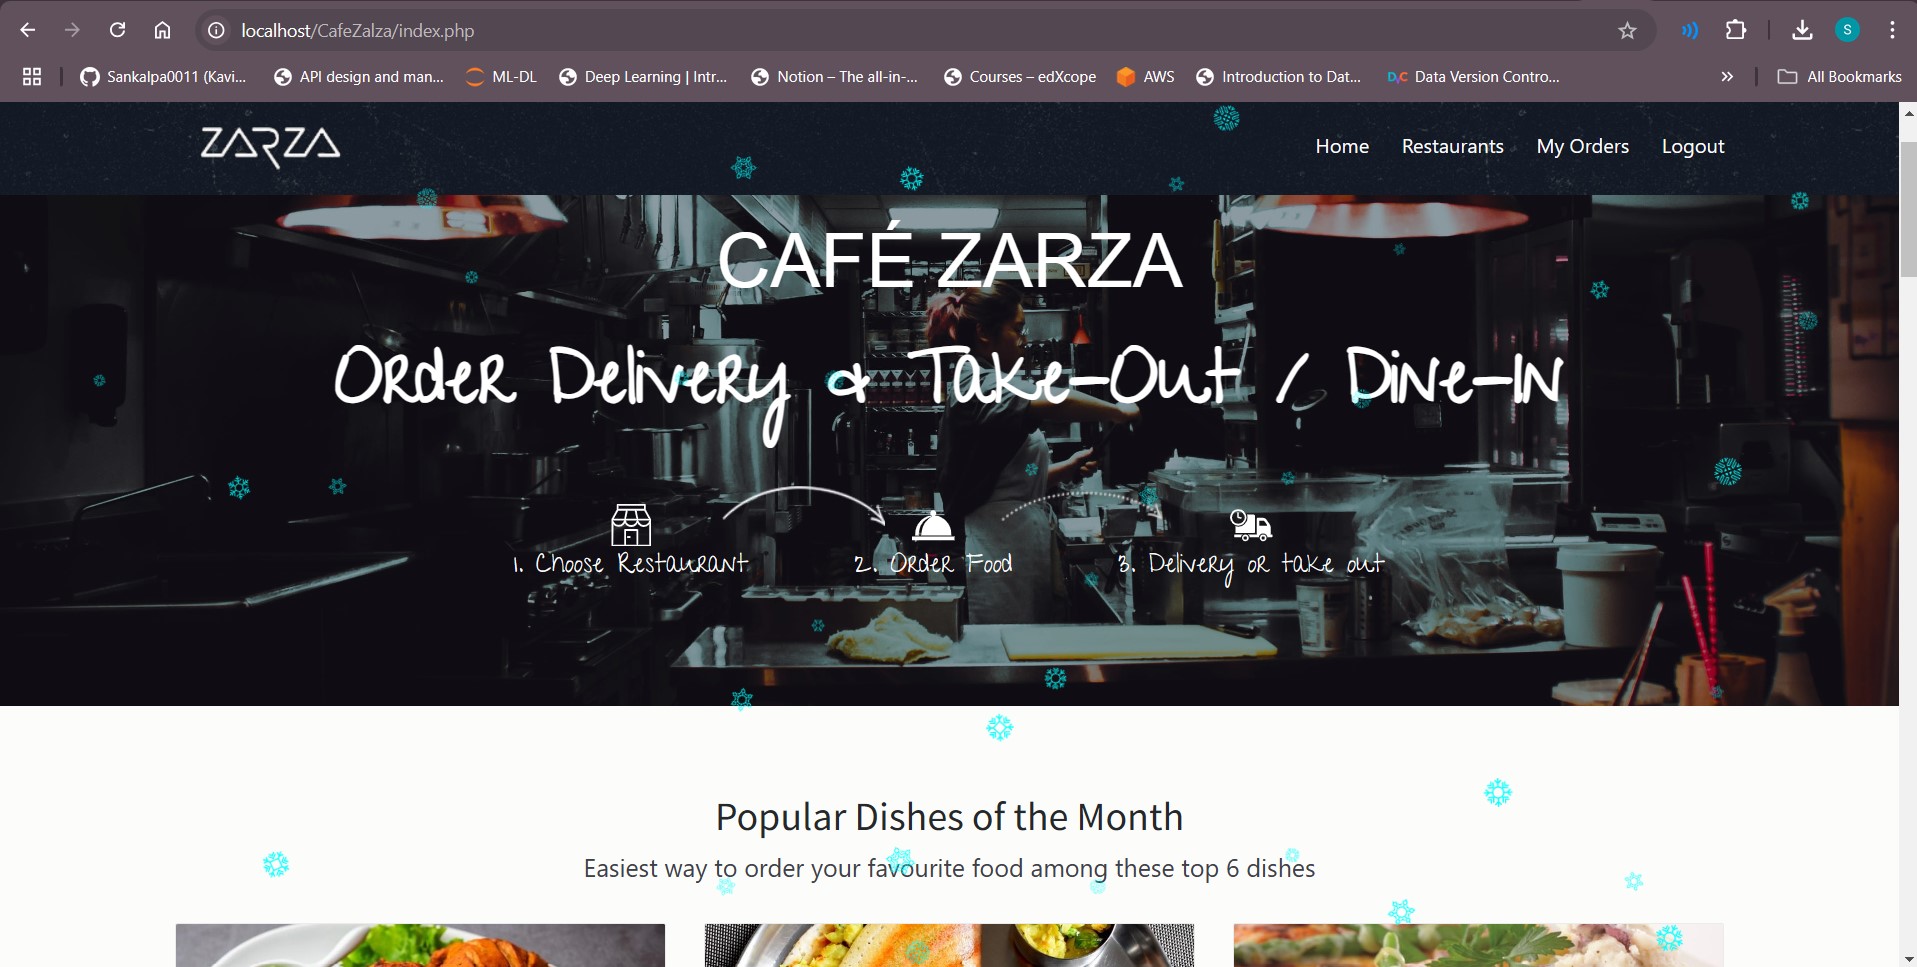 localhost/CafeZalza/index.php
Sankalpa0011 (Kavi...
API design and man...
ML-DL
Deep Learning | Intr...
Notion – The all-in-...
Courses – edXcope
AWS
Introduction to Dat...
DVC Data Version Contro...
»
All Bookmarks
S
ZARZA
Home Restaurants My Orders Logout
CAFÉ ZARZA
Order Delivery & Take-Out / Dine-In
1. Choose Restaurant
2. Order Food
3. Delivery or take out
Popular Dishes of the Month
Easiest way to order your favourite food among these top 6 dishes